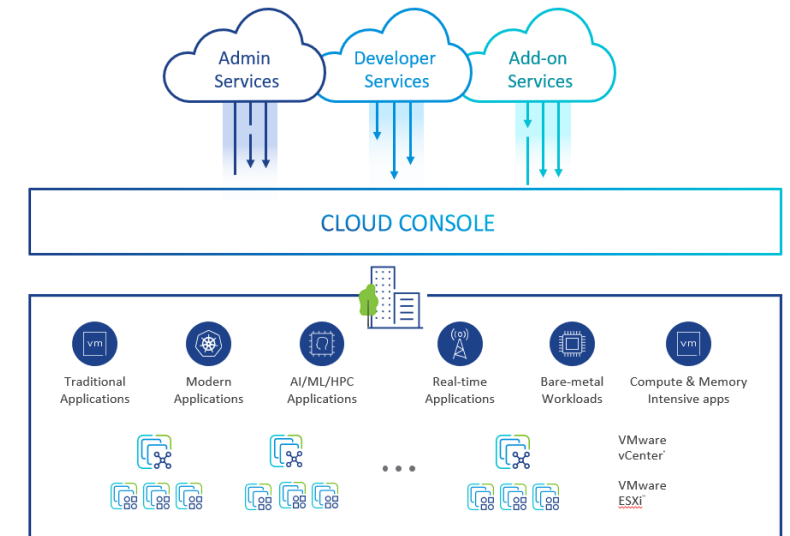 Admin
Services
Developer
Services
Add-on
Services
CLOUD CONSOLE
vm
vm
Traditional
Applications
Modern
Applications
AI/ML/HPC
Applications
Real-time
Applications
Bare-metal
Workloads
Compute & Memory
Intensive apps
VMware
vCenter
VMware
ESXi